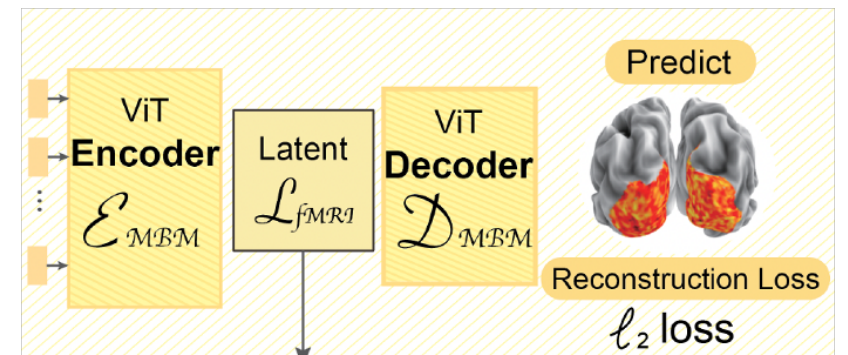 ViT
Encoder
ℰMBM
Latent
ℒfMRI
ViT
Decoder
𝒟MBM
Predict
Reconstruction Loss
ℓ2 loss